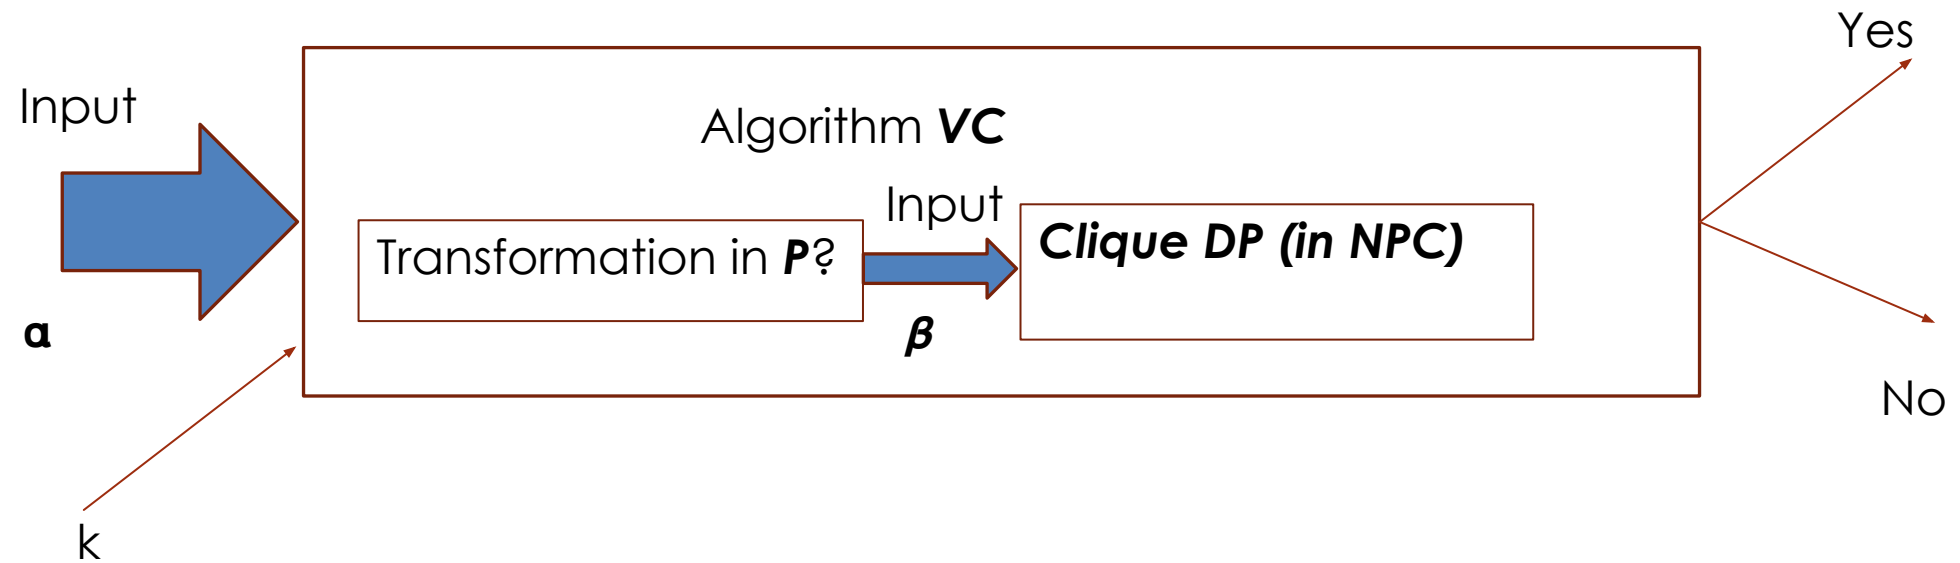 Yes
Input
Algorithm VC
Input
Transformation in P?
Clique DP (in NPC)
α
β
No
k